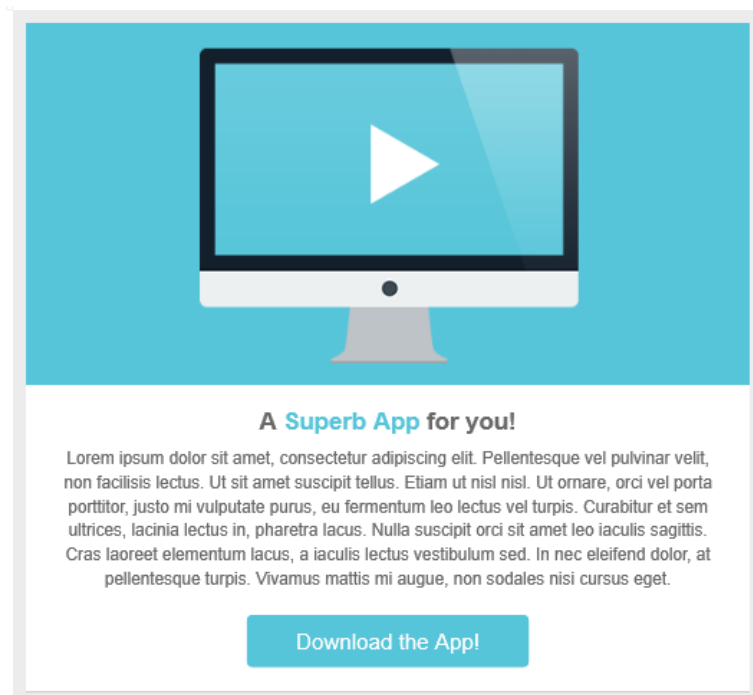 A Superb App for you!
Lorem ipsum dolor sit amet, consectetur adipiscing elit. Pellentesque vel pulvinar velit,
non facilisis lectus. Ut sit amet suscipit tellus. Etiam ut nisl nisl. Ut ornare, orci vel porta
porttitor, justo mi vulputate purus, eu fermentum leo lectus vel turpis. Curabitur et sem
ultrices, lacinia lectus in, pharetra lacus. Nulla suscipit orci sit amet leo iaculis sagittis.
Cras laoreet elementum lacus, a iaculis lectus vestibulum sed. In nec eleifend dolor, at
pellentesque turpis. Vivamus mattis mi augue, non sodales nisi cursus eget.
Download the App!